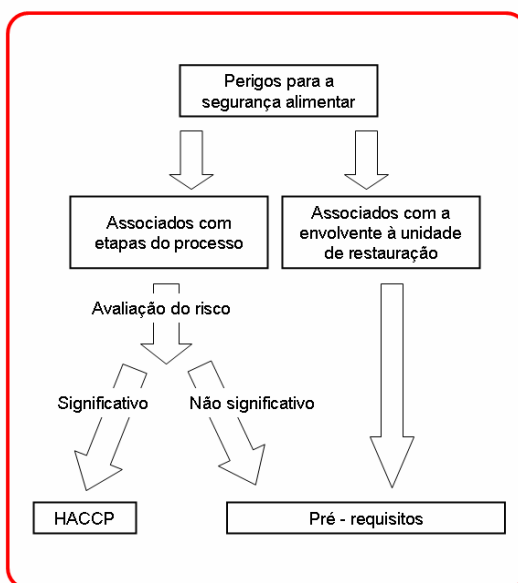 Perigos para a
segurança alimentar
Associados com
etapas do processo
Associados com a
envolvente à unidade
de restauração
Avaliação do risco
Significativo
Não significativo
HACCP
Pré - requisitos